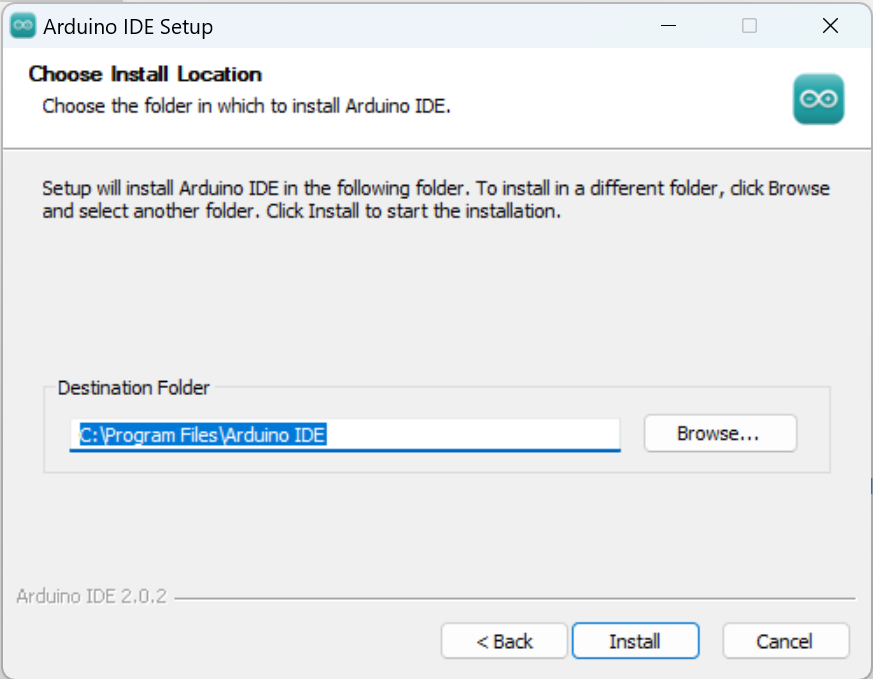 Arduino IDE Setup
Choose Install Location
Choose the folder in which to install Arduino IDE.
Setup will install Arduino IDE in the following folder. To install in a different folder, click Browse
and select another folder. Click Install to start the installation.
Destination Folder
C:\Program Files\Arduino IDE
Browse...
Arduino IDE 2.0.2
< Back
Install
Cancel